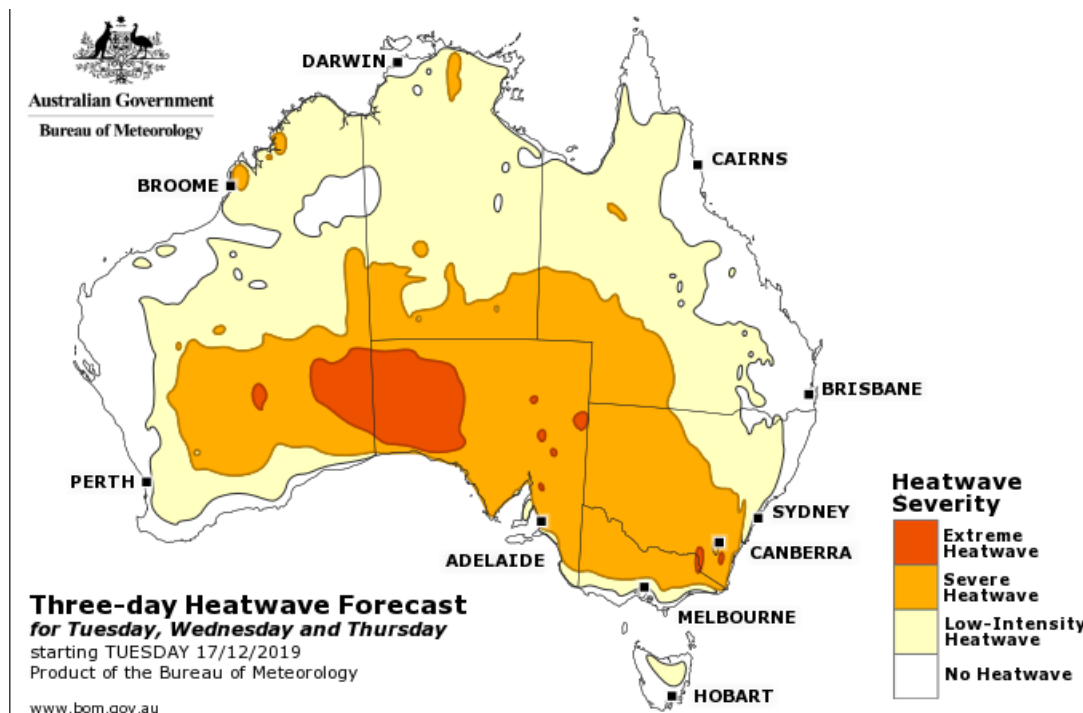 Australian Government
Bureau of Meteorology
DARWIN
BROOME
CAIRNS
BRISBANE
PERTH
SYDNEY
CANBERRA
ADELAIDE
MELBOURNE
HOBART
Heatwave
Severity
Extreme
Heatwave
Severe
Heatwave
Low-Intensity
Heatwave
No Heatwave
Three-day Heatwave Forecast
for Tuesday, Wednesday and Thursday
starting TUESDAY 17/12/2019
Product of the Bureau of Meteorology
www.bom.gov.au